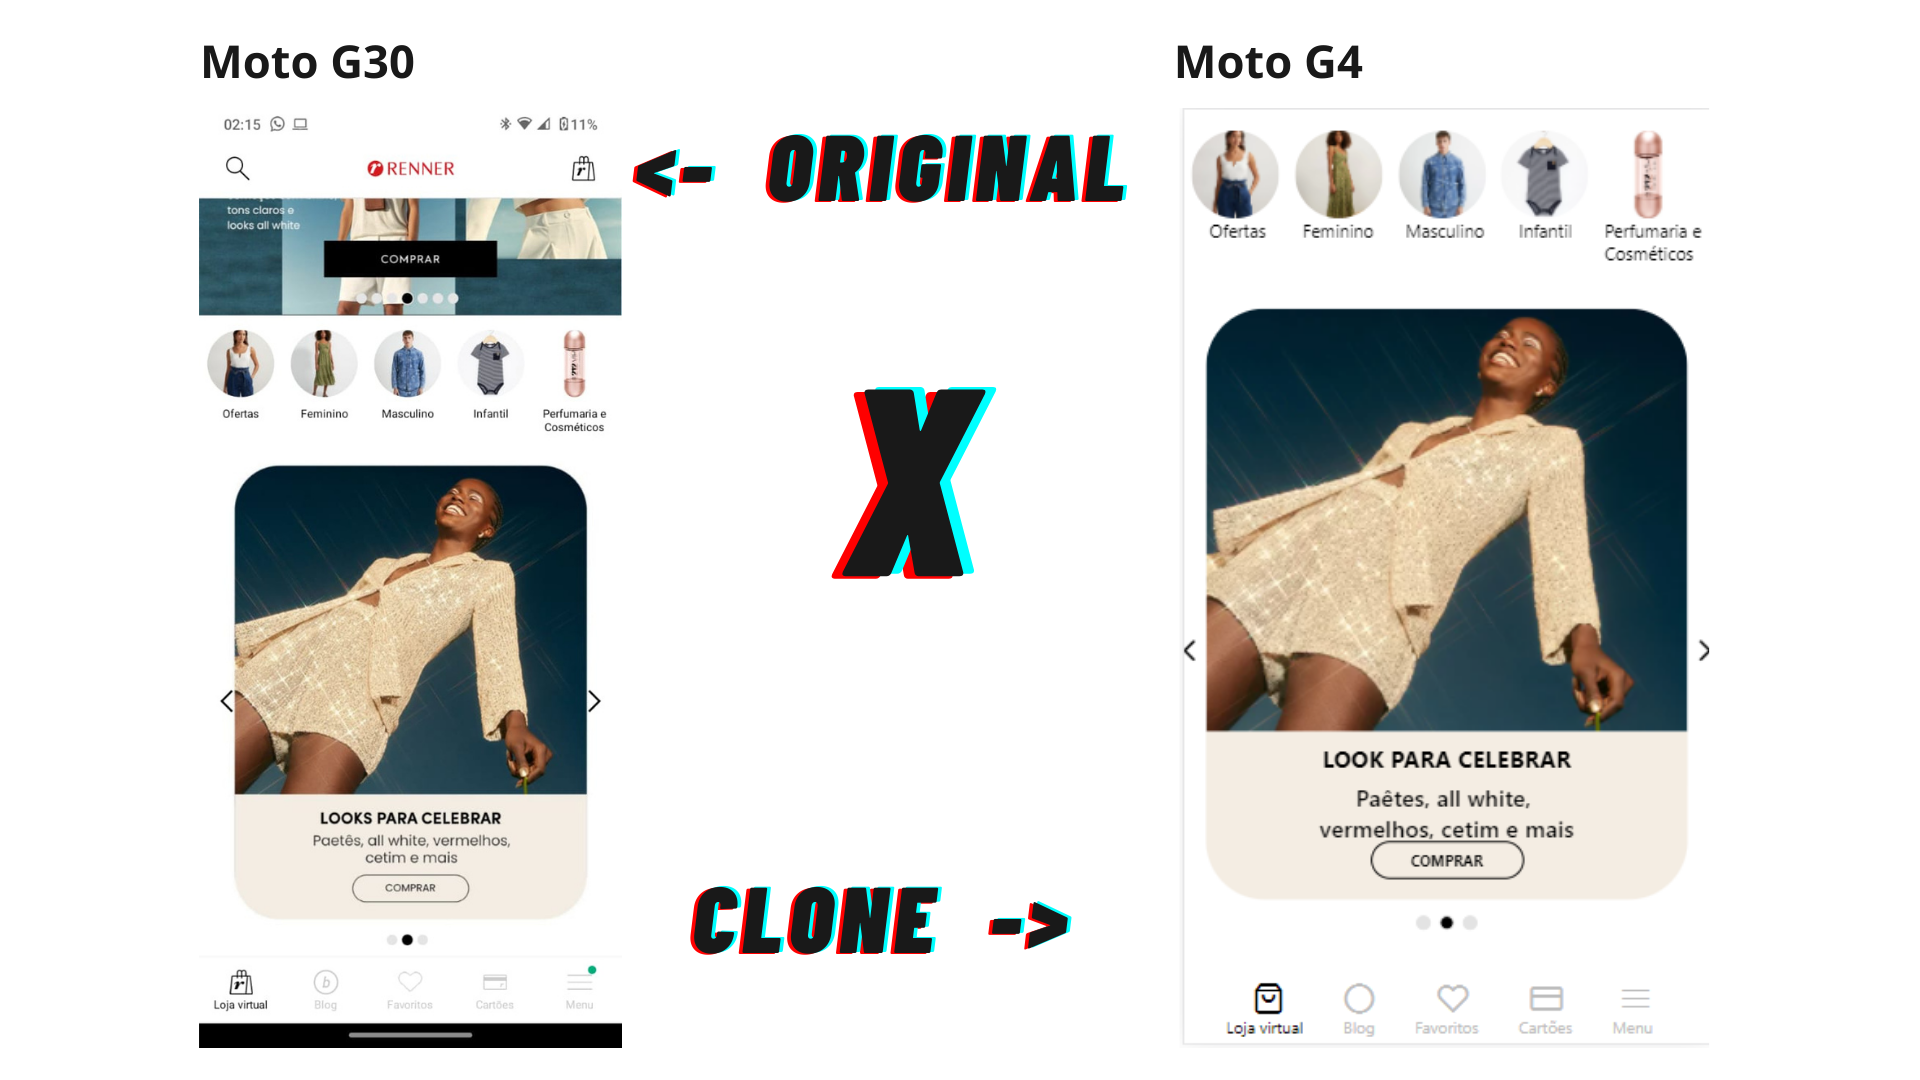 Moto G30
02:15
11%
RENNER
tons claros e
looks all white
COMPRAR
Ofertas
Feminino
Masculino
Infantil
Perfumaria e
Cosméticos
LOOKS PARA CELEBRAR
Paetês, all white, vermelhos,
cetim e mais
COMPRAR
Loja virtual
Blog
Favoritos
Cartões
Menu
<- ORIGINAL
X
CLONE ->
Moto G4
Ofertas
Feminino
Masculino
Infantil
Perfumaria e
Cosméticos
LOOK PARA CELEBRAR
Paêtes, all white,
vermelhos, cetim e mais
COMPRAR
Loja virtual
Blog
Favoritos
Cartões
Menu